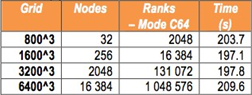 Grid Nodes Ranks – Mode C64 Time (s)
800^3 32 2048 203.7
1600^3 256 16 384 197.1
3200^3 2048 131 072 197.8
6400^3 16 384 1 048 576 209.6